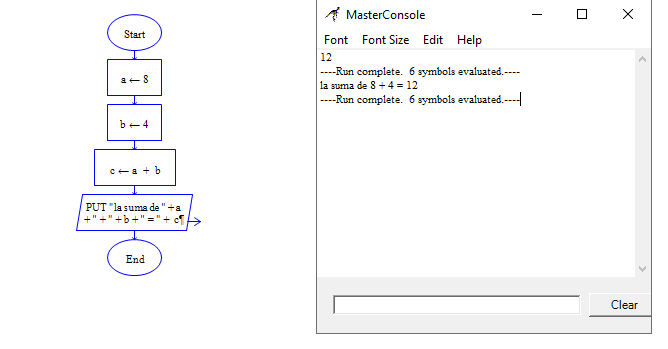 Start
a ← 8
b ← 4
c ← a + b
PUT "la suma de " +a
+ " + " +b + " = " + c¶
End
MasterConsole
Font Font Size Edit Help
12
----Run complete. 6 symbols evaluated.----
la suma de 8 + 4 = 12
----Run complete. 6 symbols evaluated.----
Clear